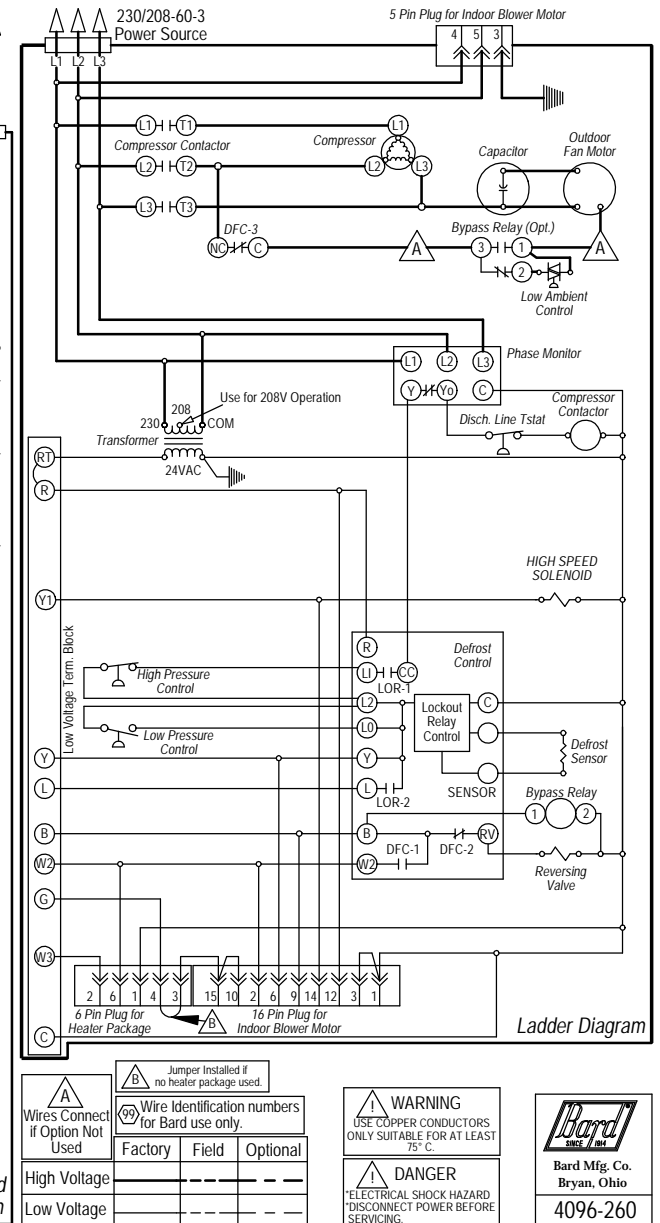 230/208-60-3
Power Source
5 Pin Plug for Indoor Blower Motor
4 5 3
L1 L2 L3
L1 T1
L1
Compressor Contactor
Compressor
Capacitor
Outdoor
Fan Motor
L2 T2
L2 L3
L3 T3
DFC-3
Bypass Relay (Opt.)
NC C
A
3 1
A
2
Low Ambient
Control
L1 L2 L3
Phase Monitor
Y Yo C
Use for 208V Operation
208
230 COM
Transformer
24VAC
Disch. Line Tstat
Compressor
Contactor
RT
R
HIGH SPEED
SOLENOID
Y1
Low Voltage Term. Block
R
Defrost
Control
LI CC
LOR-1
High Pressure
Control
L2
Lockout
Relay
Control
C
L0
Low Pressure
Control
Defrost
Sensor
Y
Y
SENSOR
L
L
LOR-2
Bypass Relay
1 2
B
B
RV
DFC-1
DFC-2
W2
W2
Reversing
Valve
G
W3
2 6 1 4 3 15 10 2 6 9 14 12 3 1
6 Pin Plug for
Heater Package
B
16 Pin Plug for
Indoor Blower Motor
C
Ladder Diagram
A
Wires Connect
if Option Not
Used
B
Jumper Installed if
no heater package used.
99
Wire Identification numbers
for Bard use only.
Factory Field Optional
High Voltage
Low Voltage
! WARNING
USE COPPER CONDUCTORS
ONLY SUITABLE FOR AT LEAST
75° C.
! DANGER
*ELECTRICAL SHOCK HAZARD
*DISCONNECT POWER BEFORE
SERVICING.
Bard
SINCE 1914
Bard Mfg. Co.
Bryan, Ohio
4096-260